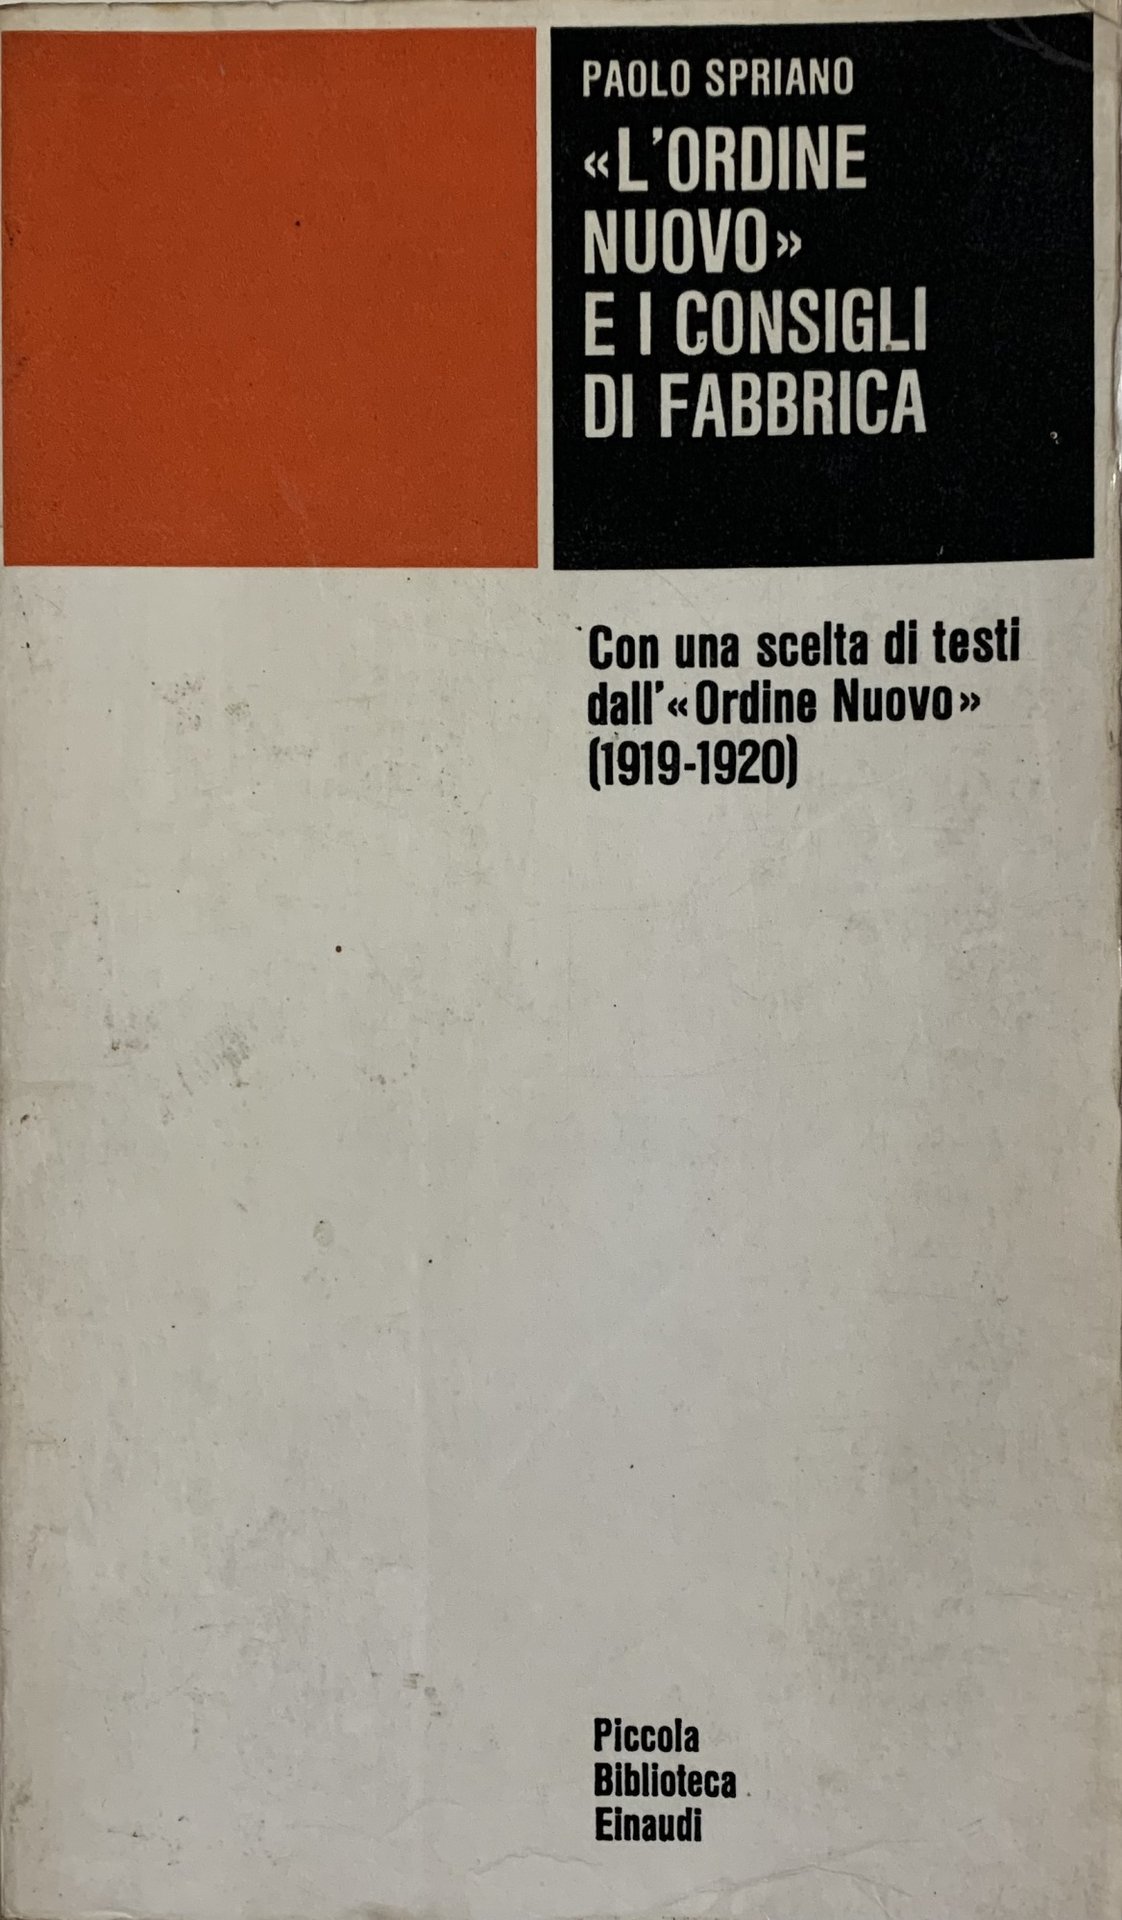 PAOLO SPRIANO
«L'ORDINE
NUOVO»
E I CONSIGLI
DI FABBRICA
Con una scelta di testi
dall'«Ordine Nuovo»
(1919-1920)
Piccola
Biblioteca
Einaudi